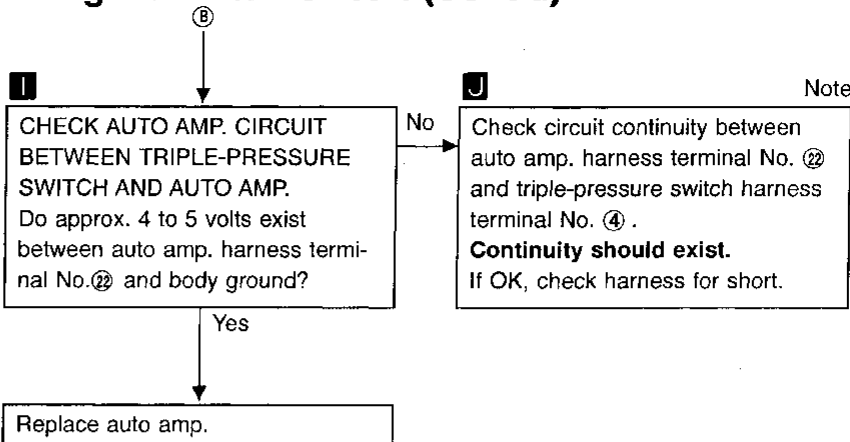 Ⓑ
I
CHECK AUTO AMP. CIRCUIT
BETWEEN TRIPLE-PRESSURE
SWITCH AND AUTO AMP.
Do approx. 4 to 5 volts exist
between auto amp. harness termi-
nal No.㉒ and body ground?
No
J
Note
Check circuit continuity between
auto amp. harness terminal No. ㉒
and triple-pressure switch harness
terminal No. ④ .
Continuity should exist.
If OK, check harness for short.
Yes
Replace auto amp.